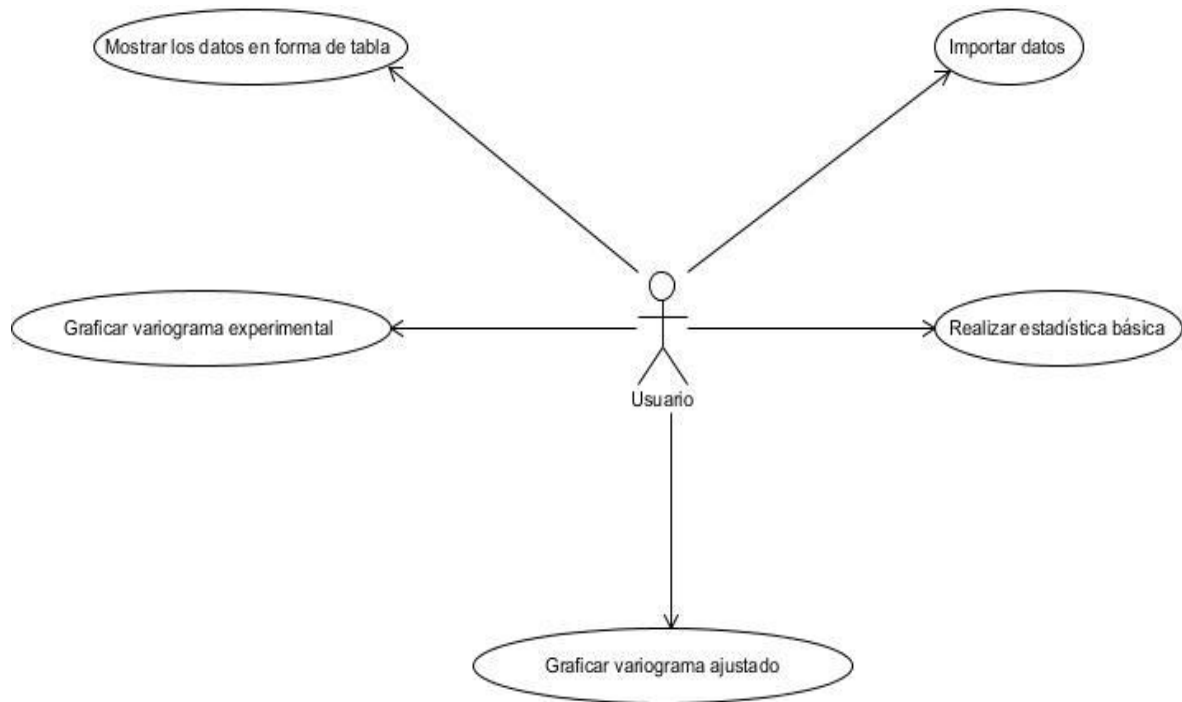 Mostrar los datos en forma de tabla
Importar datos
Graficar variograma experimental
Realizar estadística básica
Usuario
Graficar variograma ajustado